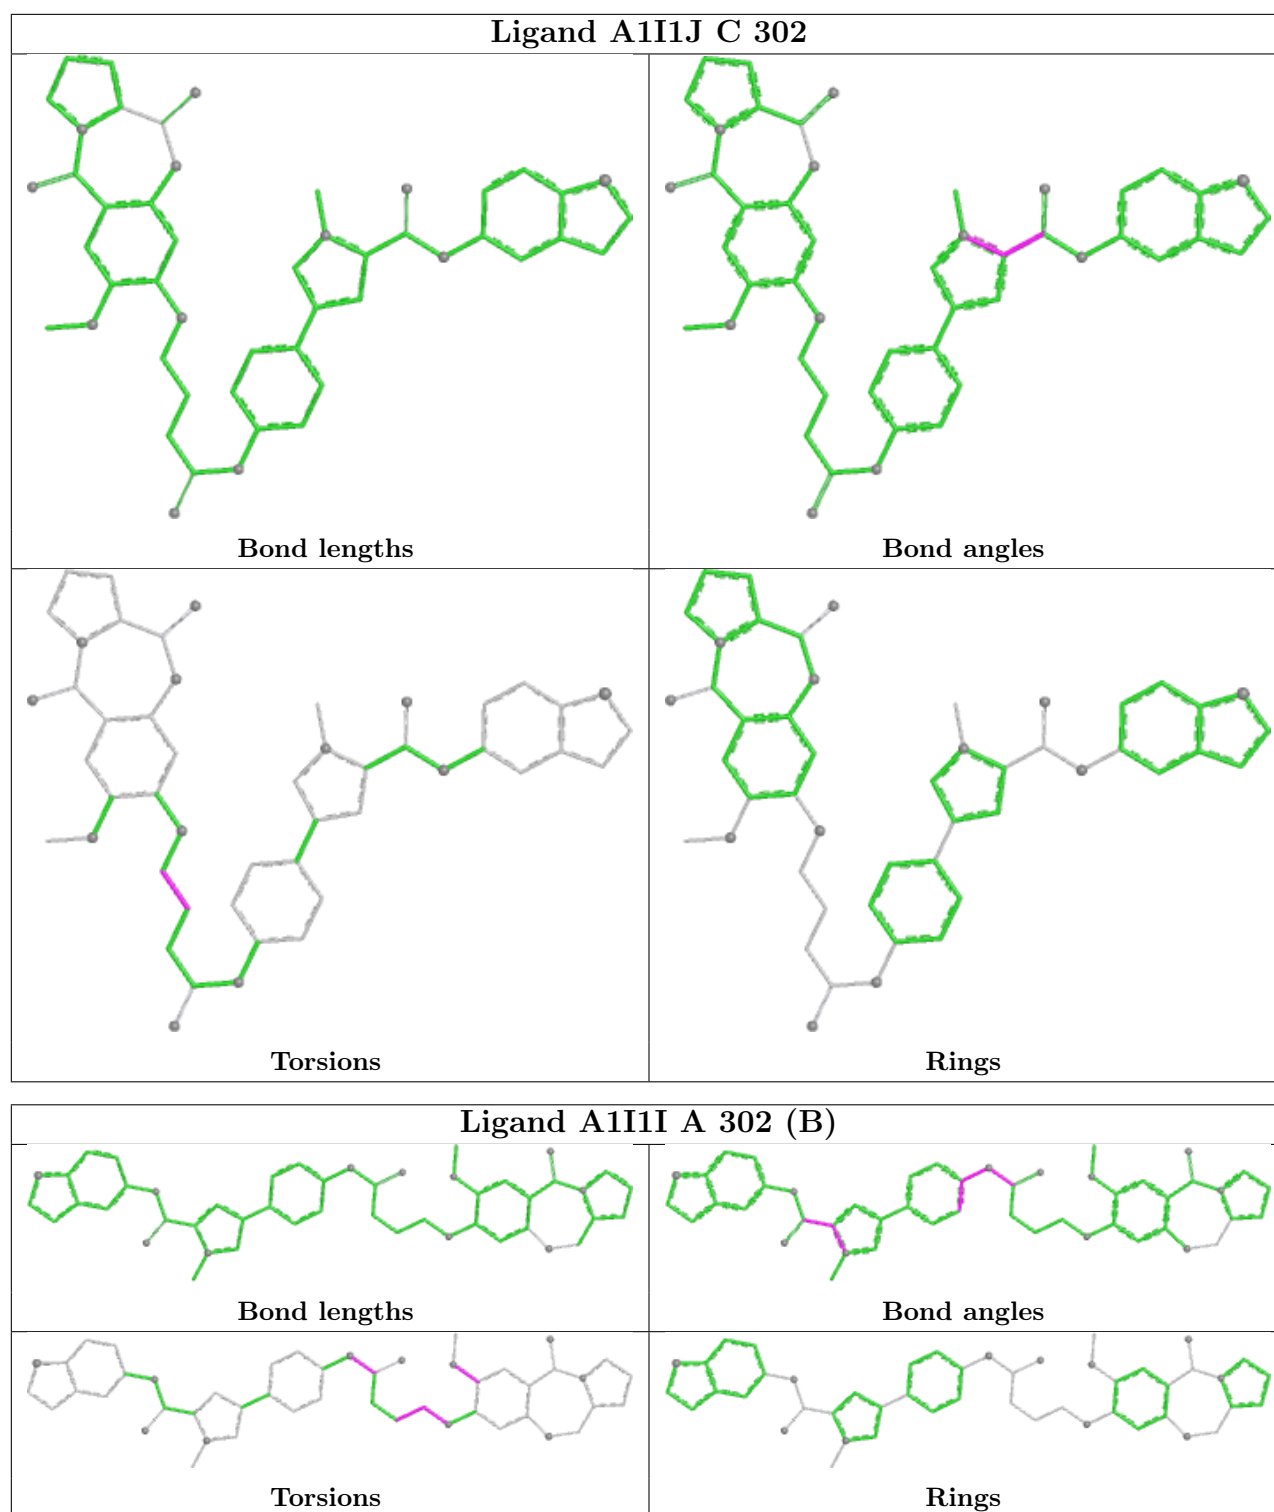 Ligand A1I1J C 302
Bond lengths
Bond angles
Torsions
Rings
Ligand A1I1I A 302 (B)
Bond lengths
Bond angles
Torsions
Rings